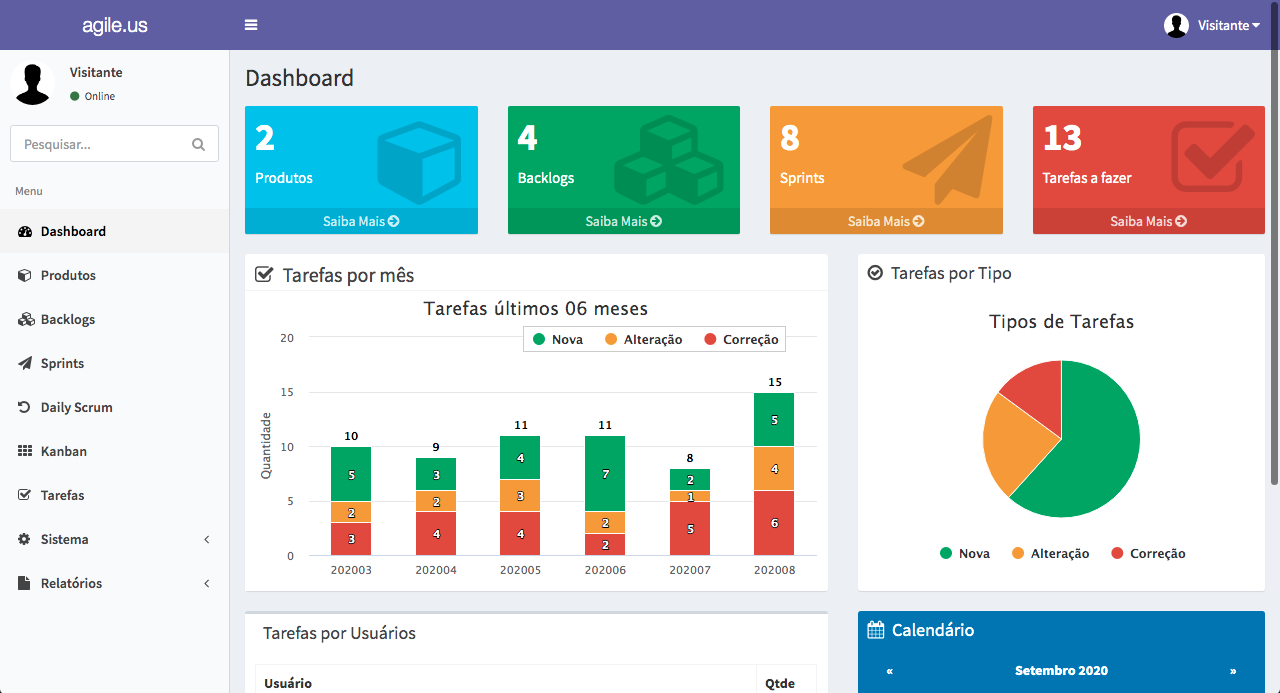 agile.us
Visitante
Visitante
Online
Pesquisar...
Menu
Dashboard
Produtos
Backlogs
Sprints
Daily Scrum
Kanban
Tarefas
Sistema
Relatórios
Dashboard
2
Produtos
Saiba Mais
4
Backlogs
Saiba Mais
8
Sprints
Saiba Mais
13
Tarefas a fazer
Saiba Mais
Tarefas por mês
Tarefas últimos 06 meses
Nova Alteração Correção
Quantidade
20
15
10
5
0
10
5
2
3
9
3
2
4
11
4
3
4
11
7
2
2
8
2
1
5
15
5
4
6
202003 202004 202005 202006 202007 202008
Tarefas por Tipo
Tipos de Tarefas
Nova Alteração Correção
Tarefas por Usuários
Usuário Qtde
Calendário
« Setembro 2020 »